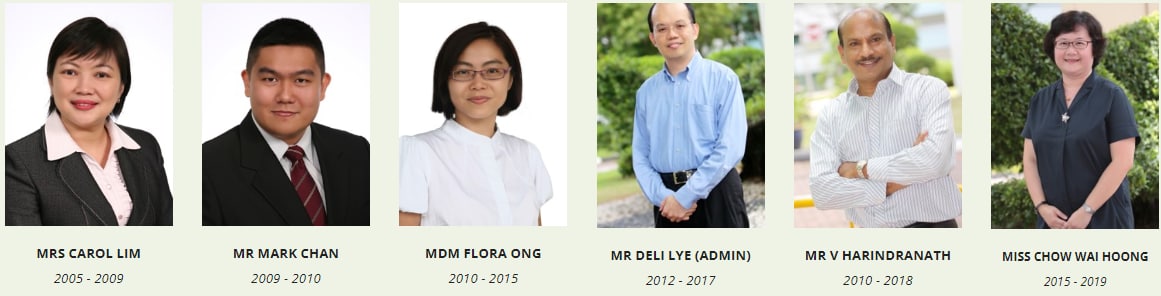 MRS CAROL LIM
2005 - 2009
MR MARK CHAN
2009 - 2010
MDM FLORA ONG
2010 - 2015
MR DELI LYE (ADMIN)
2012 - 2017
MR V HARINDRANATH
2010 - 2018
MISS CHOW WAI HOONG
2015 - 2019